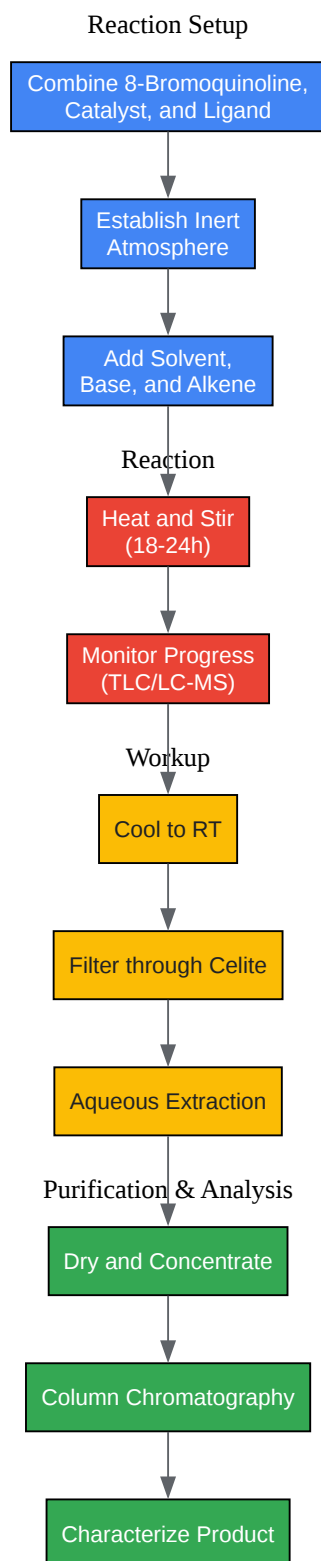 Reaction Setup
Combine 8-Bromoquinoline,
Catalyst, and Ligand
Establish Inert
Atmosphere
Add Solvent,
Base, and Alkene
Reaction
Heat and Stir
(18-24h)
Monitor Progress
(TLC/LC-MS)
Workup
Cool to RT
Filter through Celite
Aqueous Extraction
Purification & Analysis
Dry and Concentrate
Column Chromatography
Characterize Product